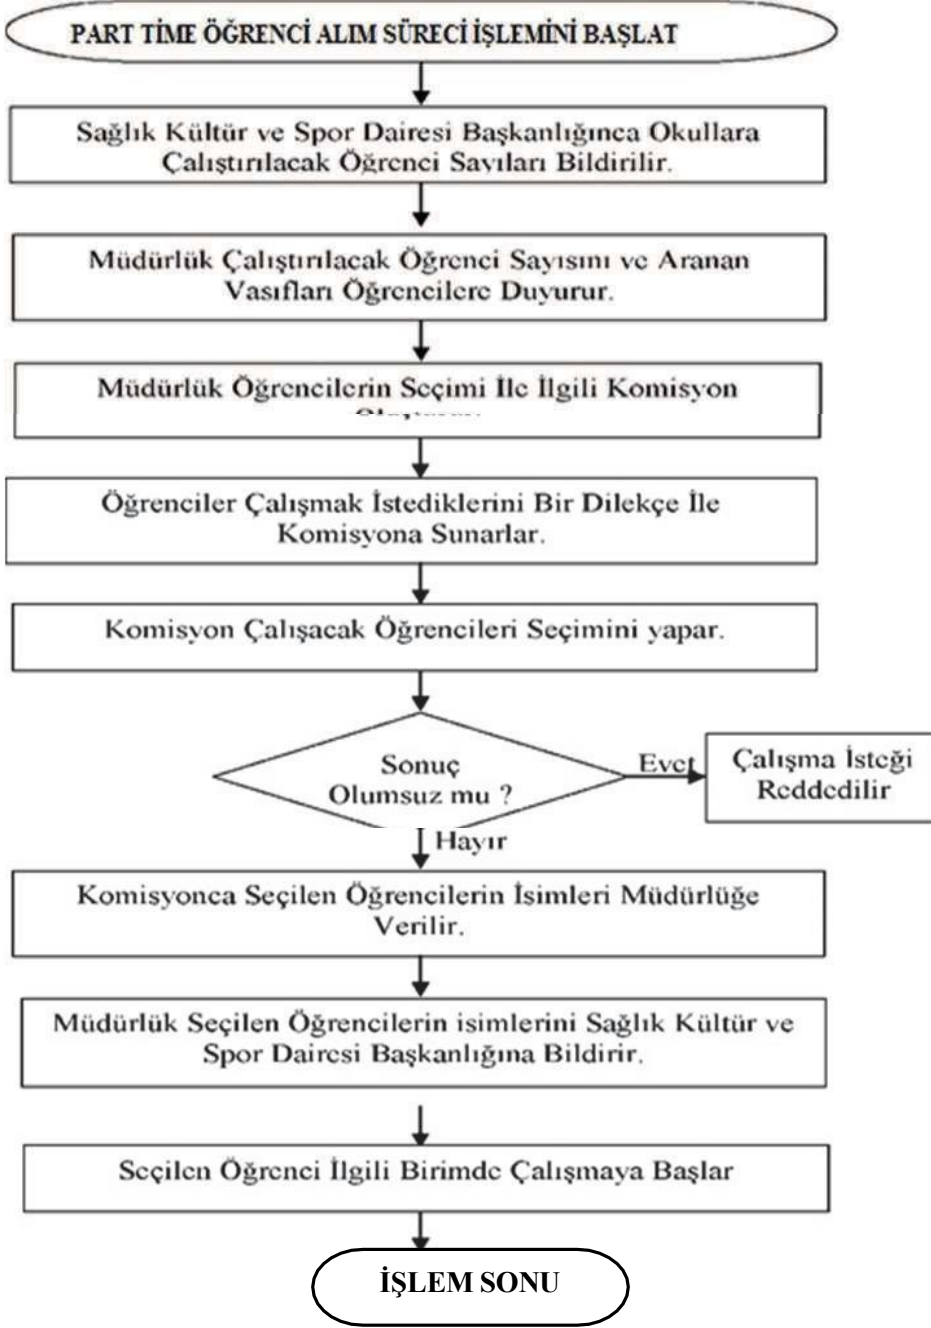 PART TİME ÖĞRENCİ ALIM SÜRECİ İŞLEMİNİ BAŞLAT
Sağlık Kültür ve Spor Dairesi Başkanlığınca Okullara
Çalıştırılacak Öğrenci Sayıları Bildirilir.
Müdürlük Çalıştırılacak Öğrenci Sayısını ve Aranan
Vasıfları Öğrencilere Duyurur.
Müdürlük Öğrencilerin Seçimi İle İlgili Komisyon
Öğrenciler Çalışmak İstediklerini Bir Dilekçe İle
Komisyona Sunarlar.
Komisyon Çalışacak Öğrencileri Seçimini yapar.
Sonuç
Olumsuz mu ?
Evet
Çalışma İsteği
Reddedilir
Hayır
Komisyonca Seçilen Öğrencilerin İsimleri Müdürlüğe
Verilir.
Müdürlük Seçilen Öğrencilerin isimlerini Sağlık Kültür ve
Spor Dairesi Başkanlığına Bildirir.
Seçilen Öğrenci İlgili Birimde Çalışmaya Başlar
İŞLEM SONU